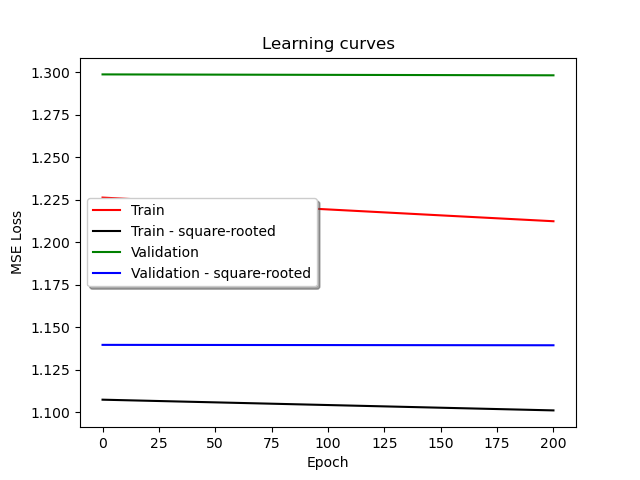 Learning curves
MSE Loss
1.300
1.275
1.250
1.225
1.200
1.175
1.150
1.125
1.100
Train
Train - square-rooted
Validation
Validation - square-rooted
0
25
50
75
100
125
150
175
200
Epoch